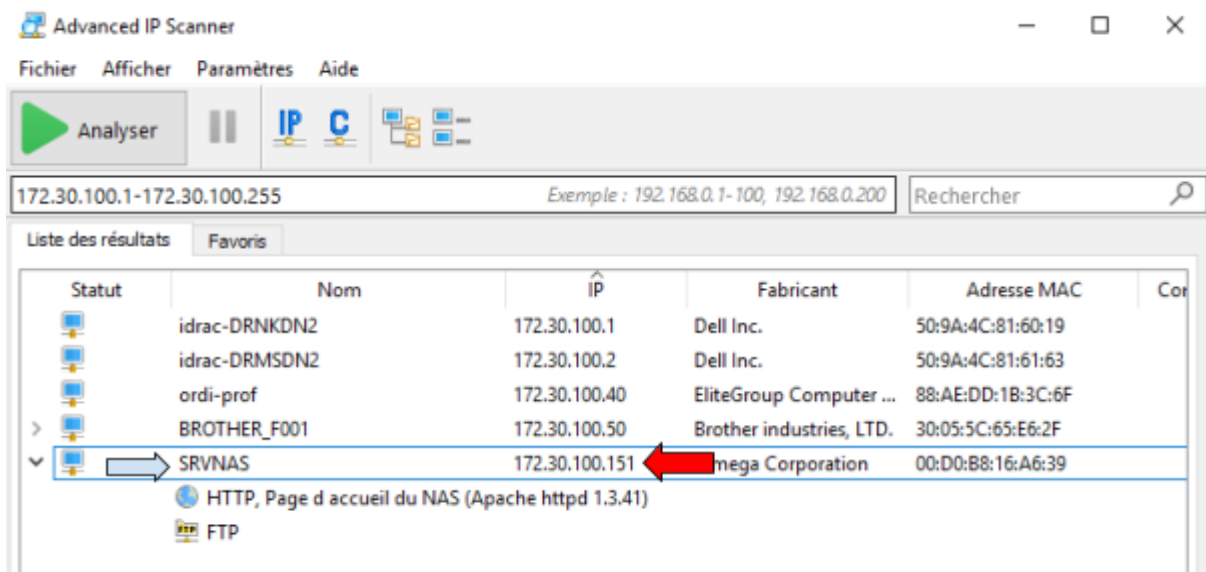 Advanced IP Scanner
Fichier Afficher Paramètres Aide
Analyser IP C
172.30.100.1-172.30.100.255 Exemple : 192.168.0.1-100, 192.168.0.200 Rechercher
Liste des résultats Favoris
Statut Nom IP Fabricant Adresse MAC Cor
idrac-DRNKDN2 172.30.100.1 Dell Inc. 50:9A:4C:81:60:19
idrac-DRMSDN2 172.30.100.2 Dell Inc. 50:9A:4C:81:61:63
ordi-prof 172.30.100.40 EliteGroup Computer ... 88:AE:DD:1B:3C:6F
BROTHER_F001 172.30.100.50 Brother industries, LTD. 30:05:5C:65:E6:2F
SRVNAS 172.30.100.151 mega Corporation 00:D0:B8:16:A6:39
HTTP, Page d accueil du NAS (Apache httpd 1.3.41)
FTP FTP